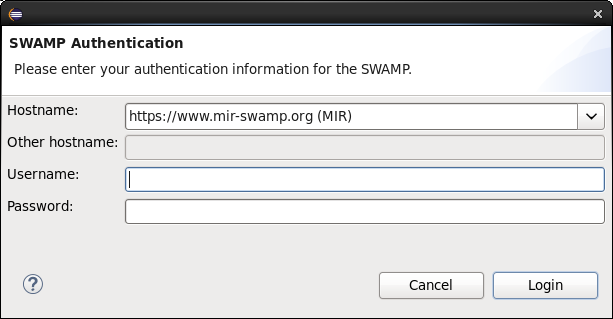 SWAMP Authentication
Please enter your authentication information for the SWAMP.
Hostname: https://www.mir-swamp.org (MIR)
Other hostname:
Username:
Password:
? Cancel Login